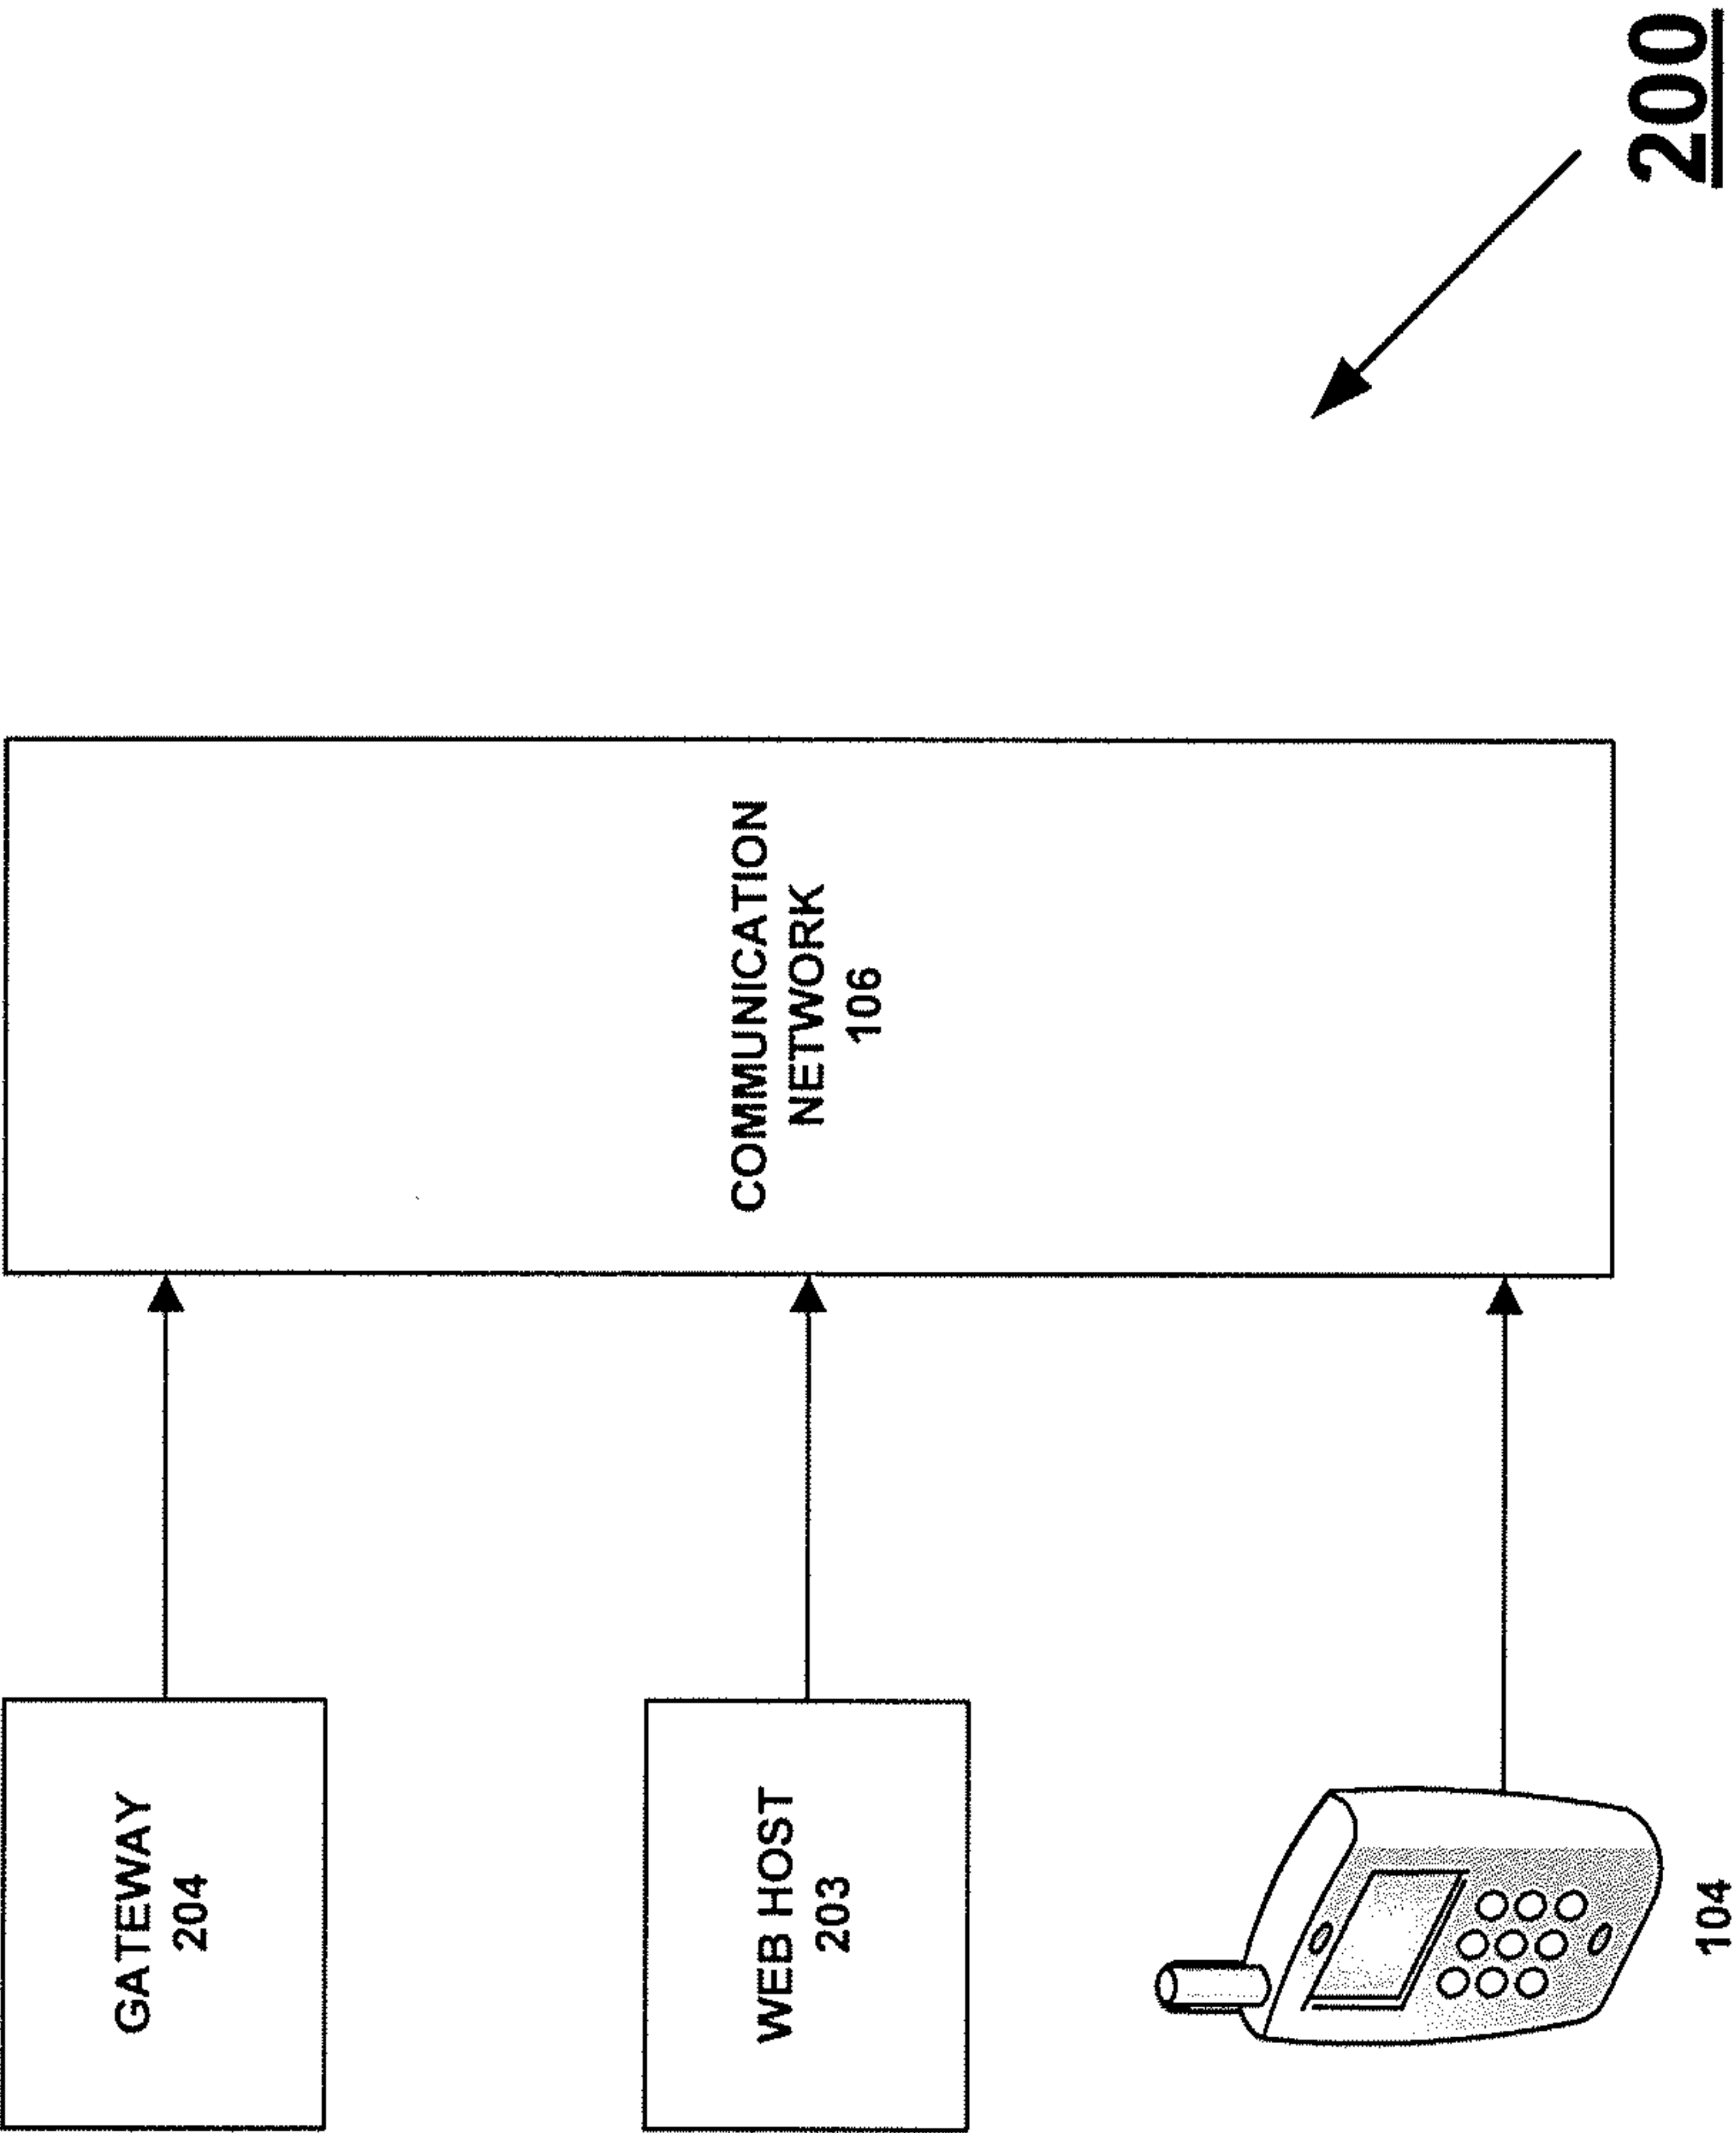 GATEWAY
204
WEB HOST
203
104
COMMUNICATION
NETWORK
106
200